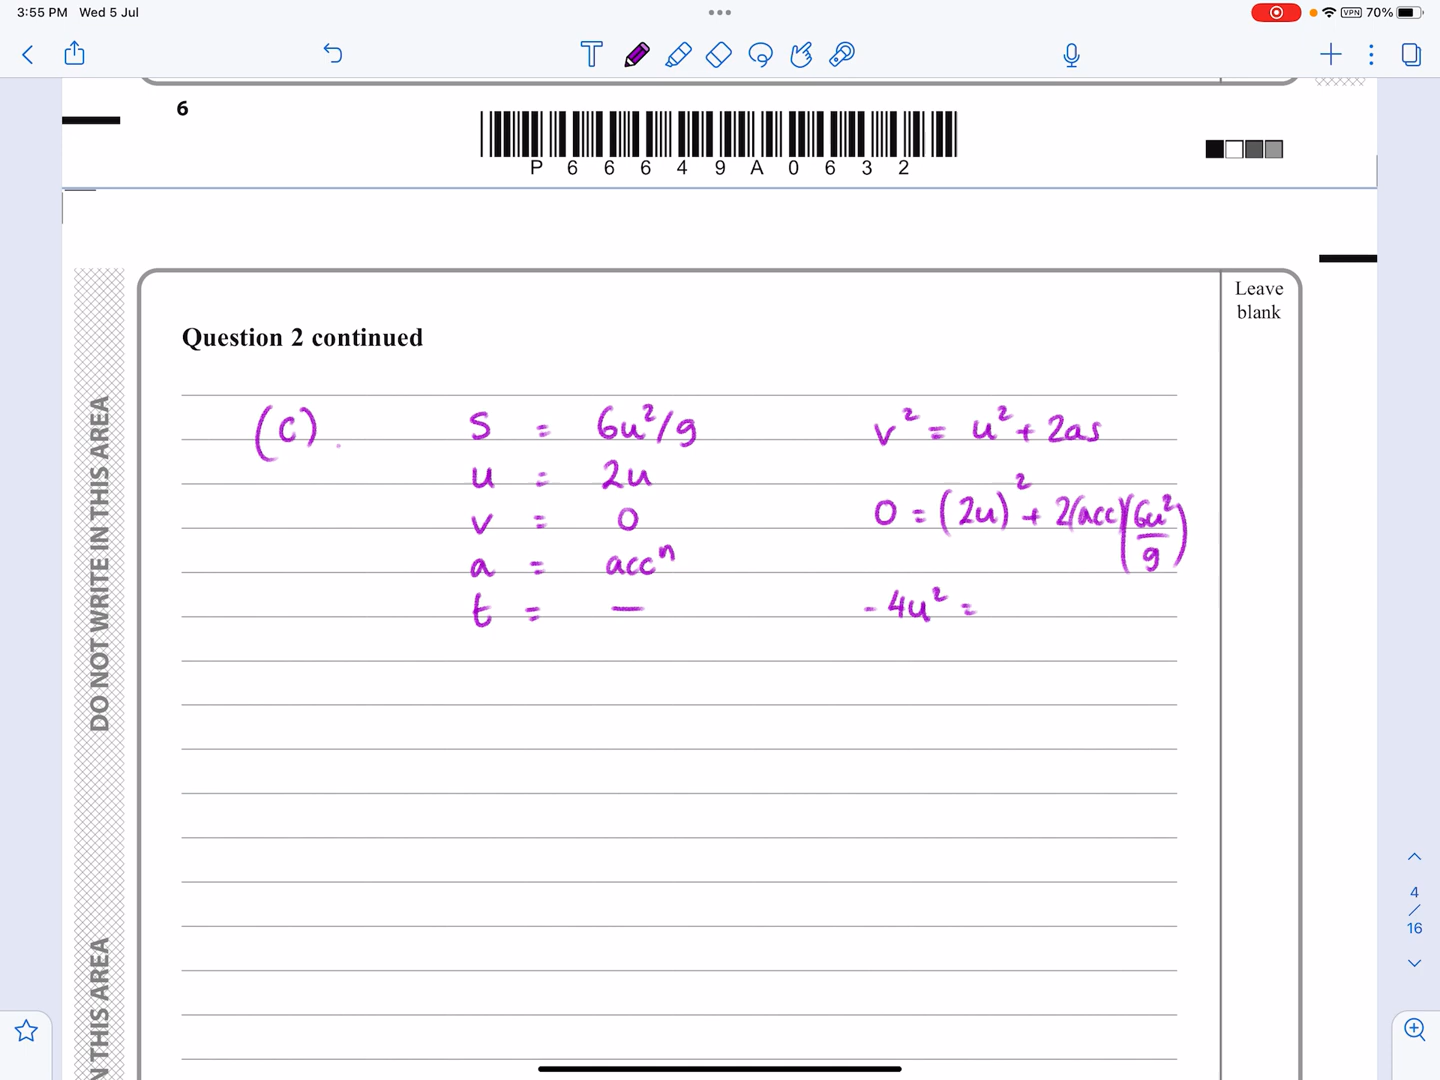 3:55 PM Wed 5 Jul
VPN 70%
T
6
P 6 6 6 4 9 A 0 6 3 2
Leave
blank
Question 2 continued
DO NOT WRITE IN THIS AREA
(c).
S = 6u²/g
u = 2u
v = 0
a = accⁿ
t = —
v² = u² + 2as
0 = (2u)² + 2(acc)(6u²/g)
- 4u² =
4
/
16
N THIS AREA